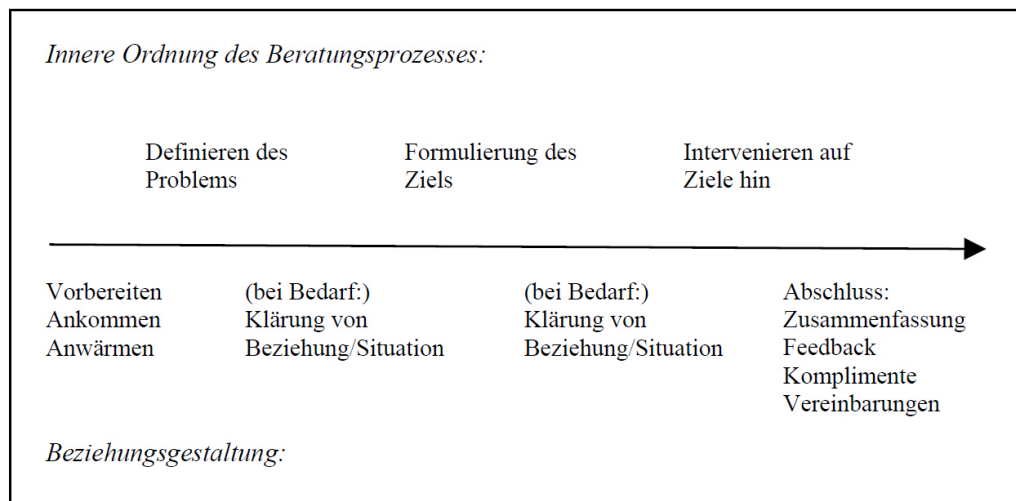 Innere Ordnung des Beratungsprozesses:
Definieren des
Problems
Formulierung des
Ziels
Intervenieren auf
Ziele hin
Vorbereiten
Ankommen
Anwärmen
(bei Bedarf:)
Klärung von
Beziehung/Situation
(bei Bedarf:)
Klärung von
Beziehung/Situation
Abschluss:
Zusammenfassung
Feedback
Komplimente
Vereinbarungen
Beziehungsgestaltung: